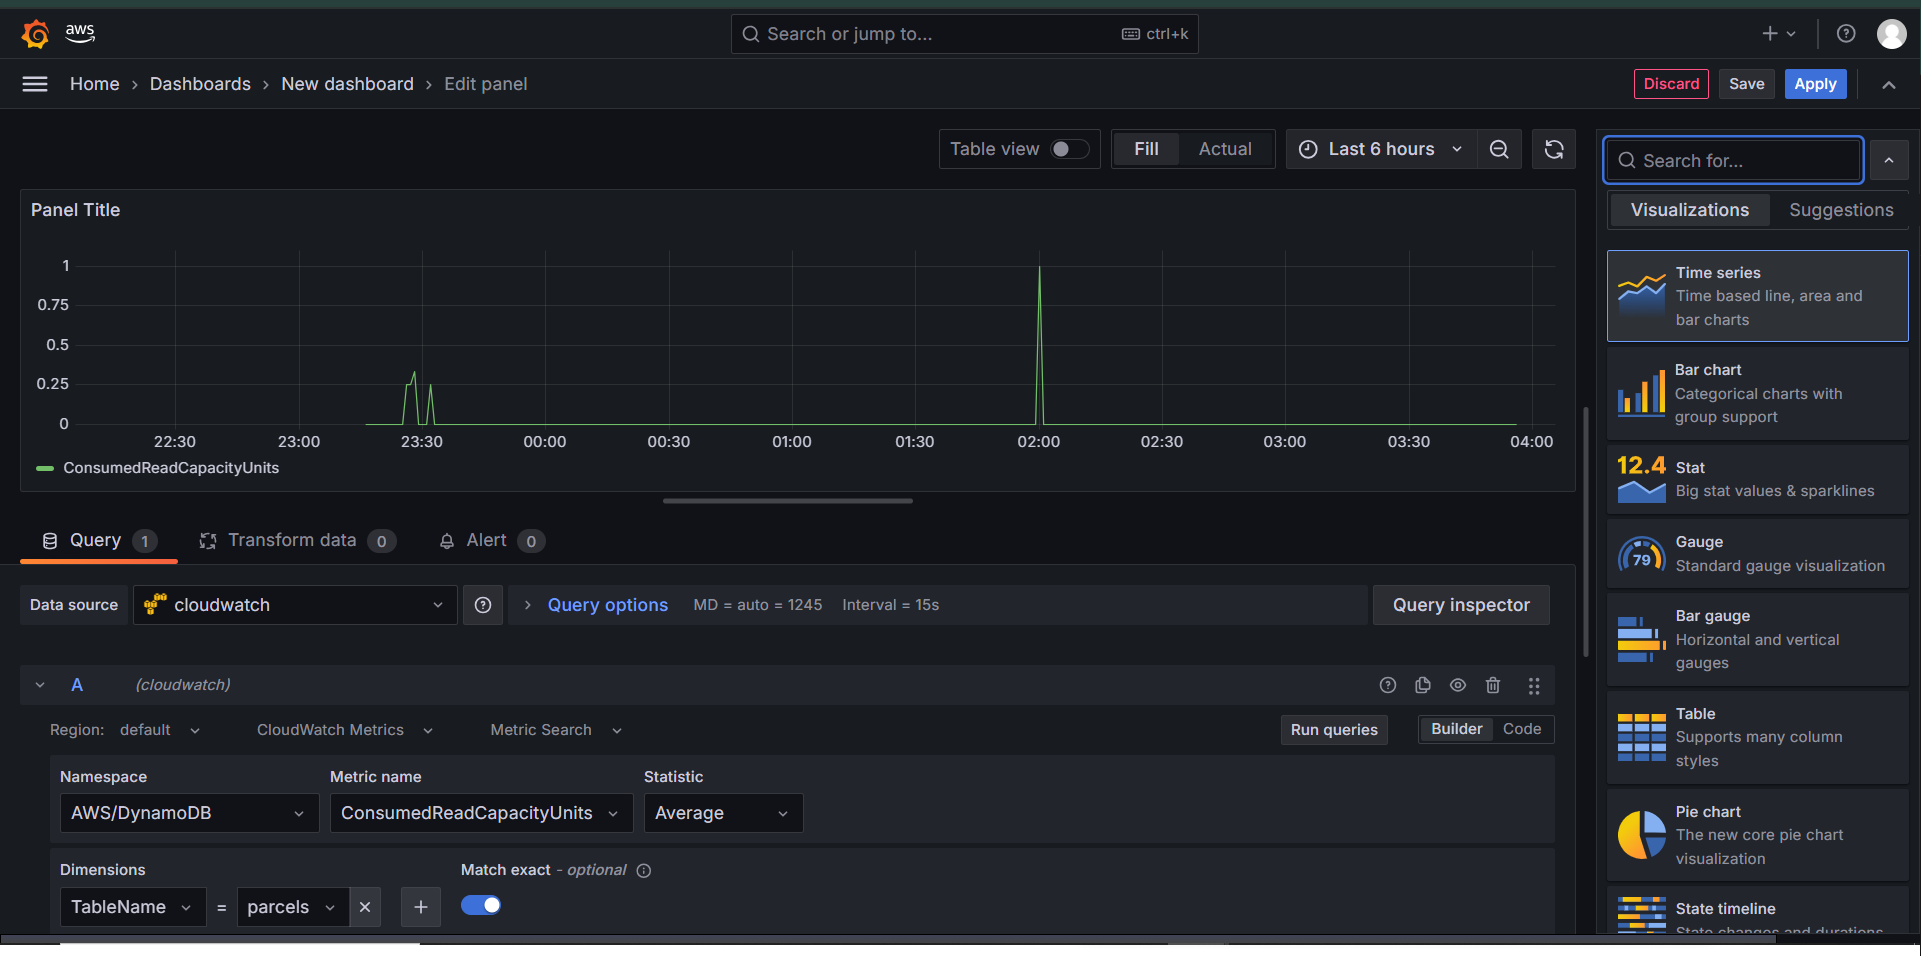 aws
Search or jump to...
ctrl+k
Home › Dashboards › New dashboard › Edit panel
Discard
Save
Apply
Table view
Fill
Actual
Last 6 hours
Panel Title
1
0.75
0.5
0.25
0
22:30 23:00 23:30 00:00 00:30 01:00 01:30 02:00 02:30 03:00 03:30 04:00
ConsumedReadCapacityUnits
Query 1
Transform data 0
Alert 0
Data source
cloudwatch
Query options
MD = auto = 1245
Interval = 15s
Query inspector
A
(cloudwatch)
Region: default
CloudWatch Metrics
Metric Search
Run queries
Builder
Code
Namespace
Metric name
Statistic
AWS/DynamoDB
ConsumedReadCapacityUnits
Average
Dimensions
Match exact - optional
TableName
=
parcels
Search for...
Visualizations
Suggestions
Time series
Time based line, area and
bar charts
Bar chart
Categorical charts with
group support
12.4
Stat
Big stat values & sparklines
79
Gauge
Standard gauge visualization
Bar gauge
Horizontal and vertical
gauges
Table
Supports many column
styles
Pie chart
The new core pie chart
visualization
State timeline
State changes and durations